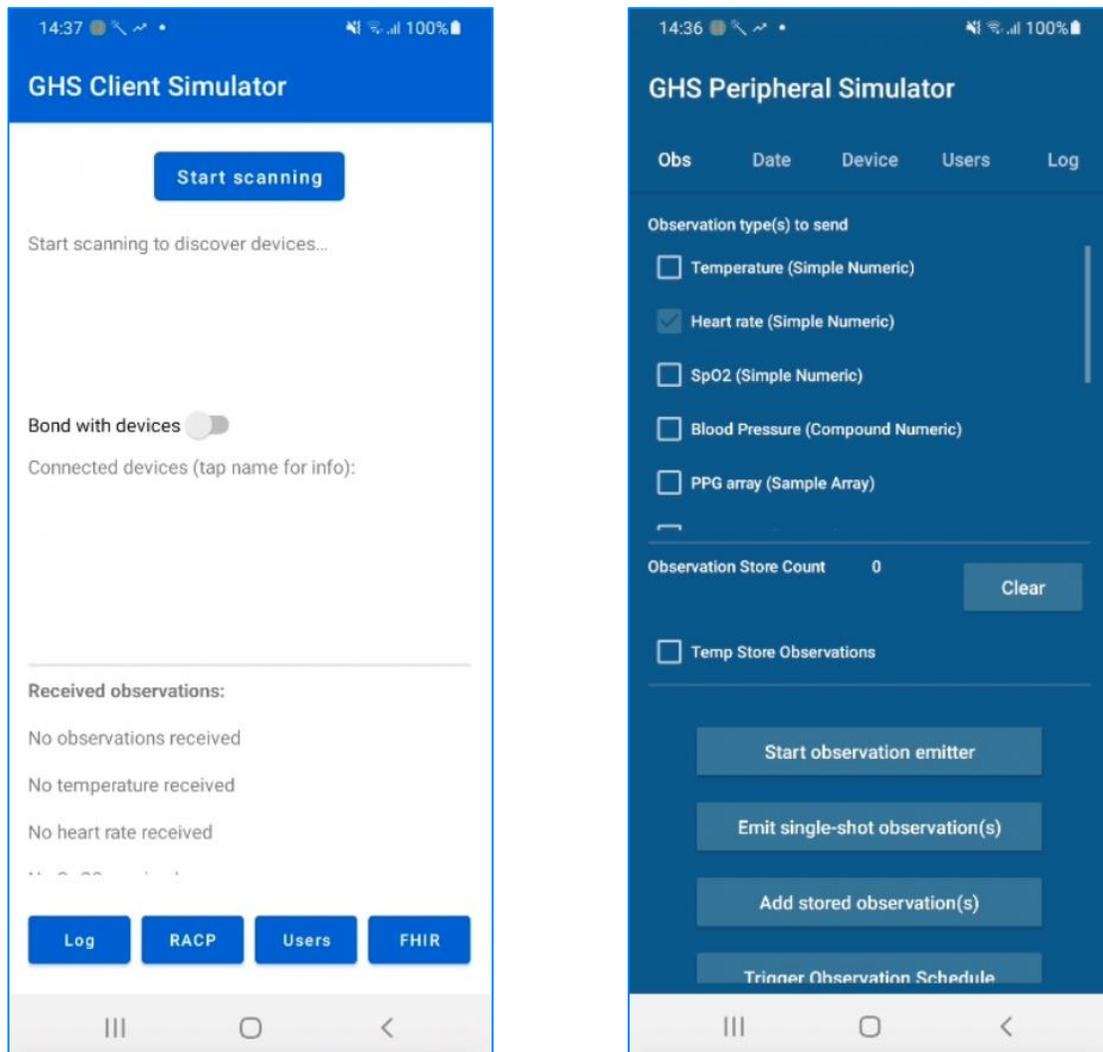 14:37 100%
GHS Client Simulator
Start scanning
Start scanning to discover devices...
Bond with devices
Connected devices (tap name for info):
Received observations:
No observations received
No temperature received
No heart rate received
Log RACP Users FHIR
14:36 100%
GHS Peripheral Simulator
Obs Date Device Users Log
Observation type(s) to send
Temperature (Simple Numeric)
Heart rate (Simple Numeric)
SpO2 (Simple Numeric)
Blood Pressure (Compound Numeric)
PPG array (Sample Array)
Observation Store Count 0
Clear
Temp Store Observations
Start observation emitter
Emit single-shot observation(s)
Add stored observation(s)
Trigger Observation Schedule